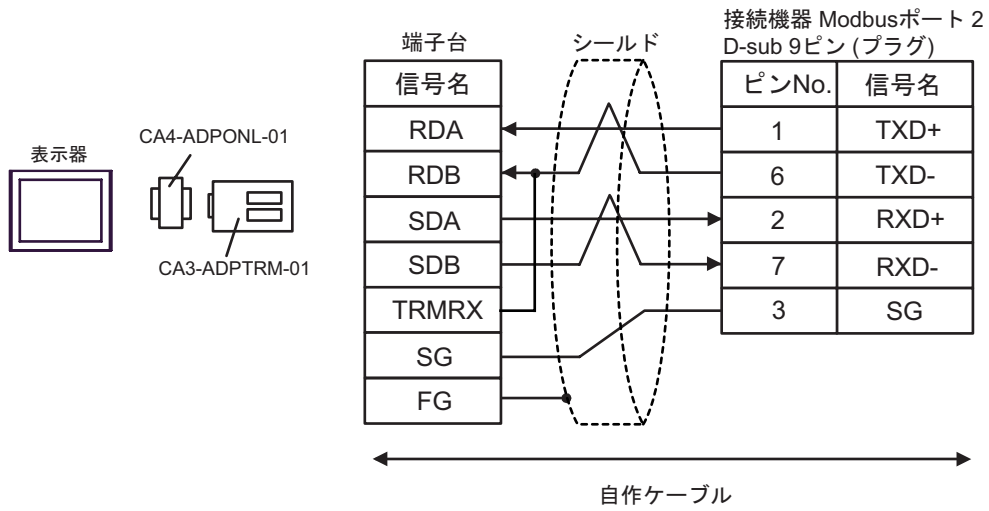 表示器
CA4-ADPONL-01
CA3-ADPTRM-01
端子台
信号名
RDA
RDB
SDA
SDB
TRMRX
SG
FG
シールド
接続機器 Modbusポート 2
D-sub 9ピン (プラグ)
ピンNo. 信号名
1 TXD+
6 TXD-
2 RXD+
7 RXD-
3 SG
自作ケーブル